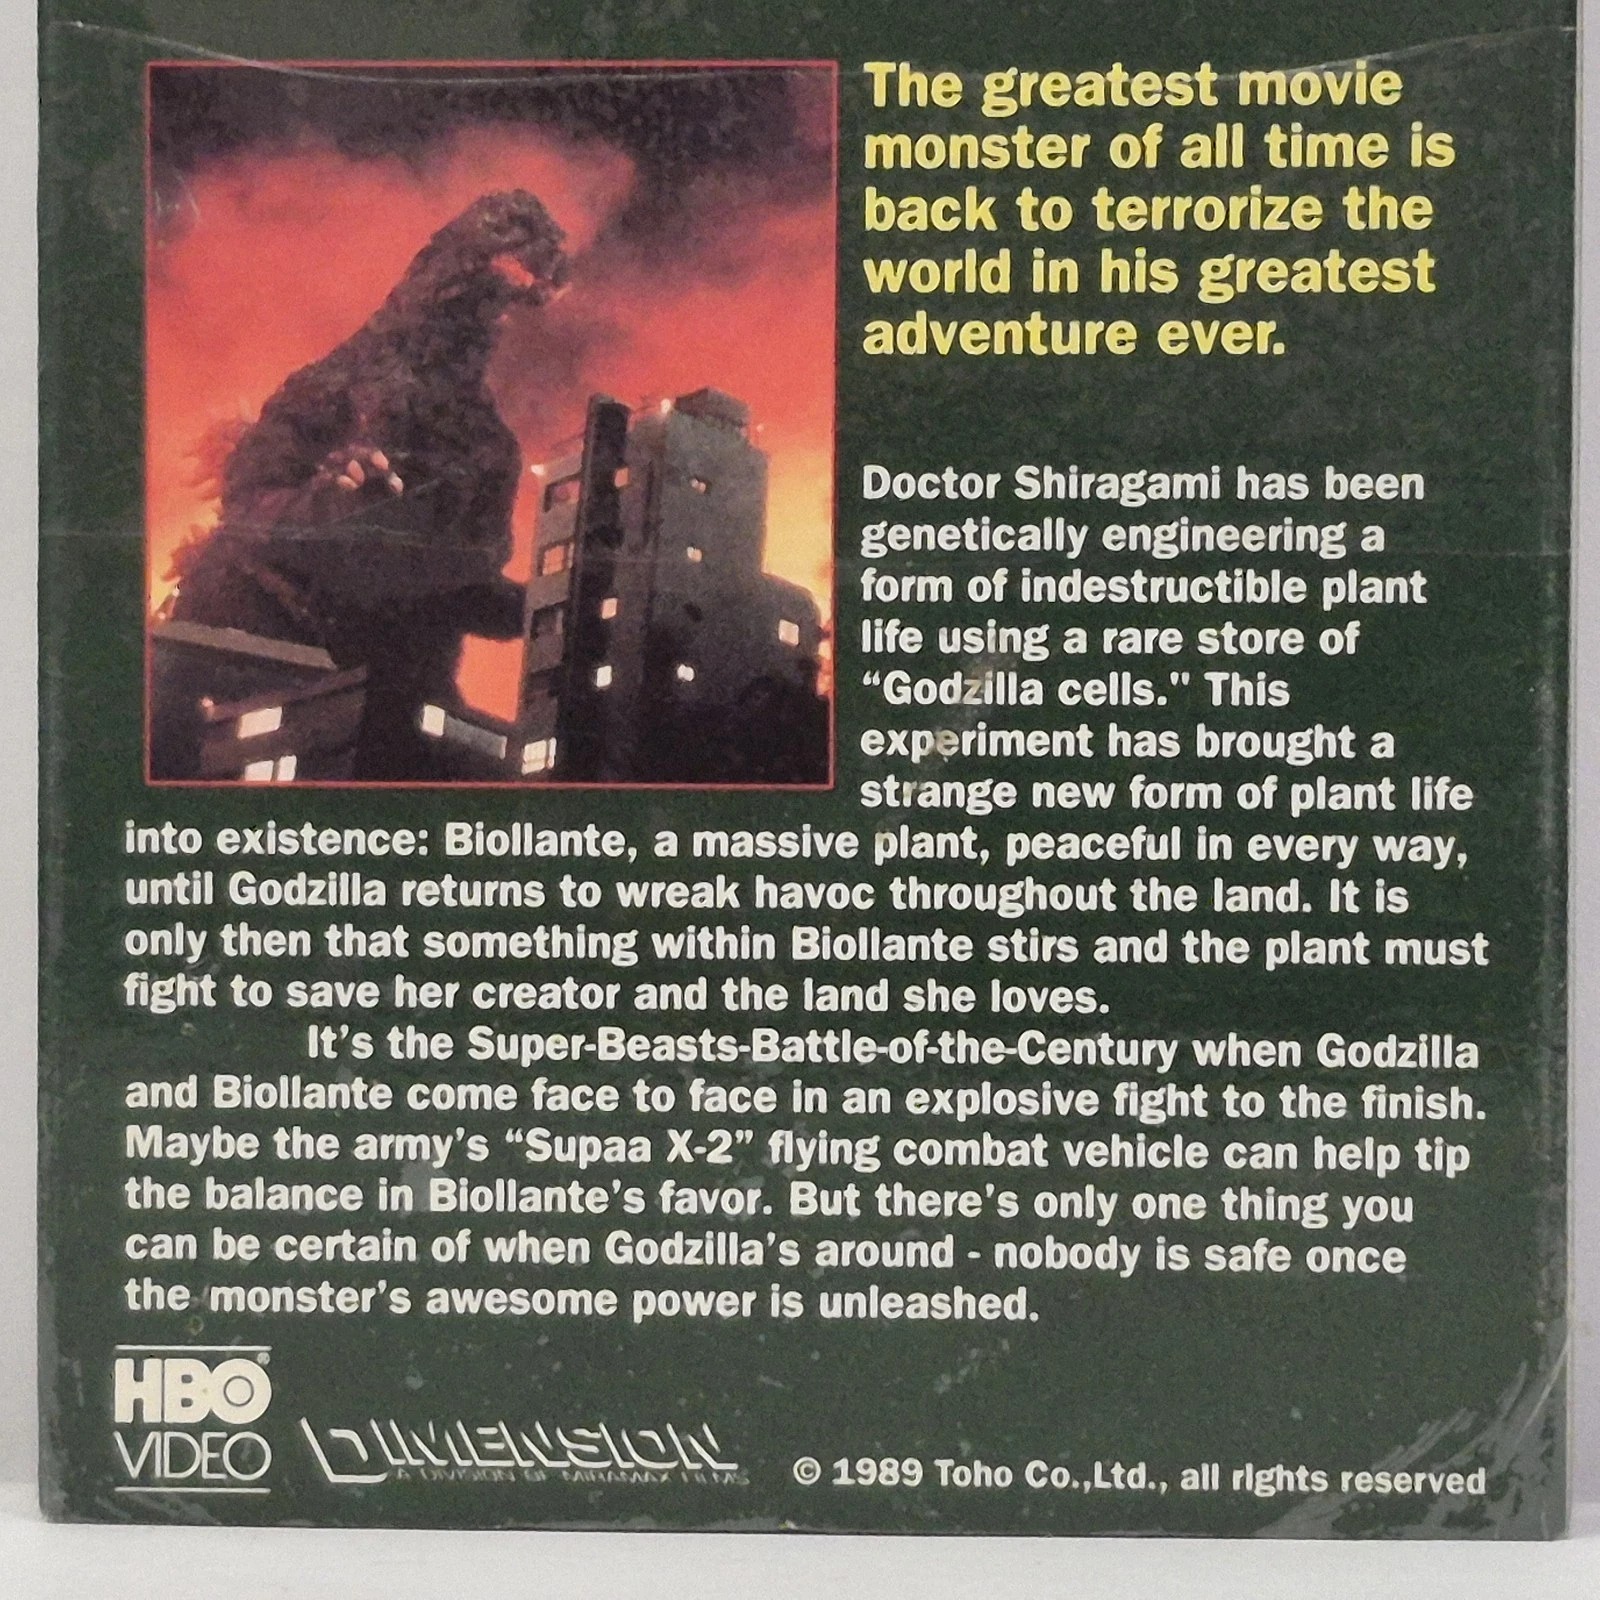 The greatest movie
monster of all time is
back to terrorize the
world in his greatest
adventure ever.
Doctor Shiragami has been
genetically engineering a
form of indestructible plant
life using a rare store of
“Godzilla cells." This
experiment has brought a
strange new form of plant life
into existence: Biollante, a massive plant, peaceful in every way,
until Godzilla returns to wreak havoc throughout the land. It is
only then that something within Biollante stirs and the plant must
fight to save her creator and the land she loves.
It’s the Super-Beasts-Battle-of-the-Century when Godzilla
and Biollante come face to face in an explosive fight to the finish.
Maybe the army’s “Supaa X-2” flying combat vehicle can help tip
the balance in Biollante’s favor. But there’s only one thing you
can be certain of when Godzilla’s around - nobody is safe once
the monster’s awesome power is unleashed.
HBO®
VIDEO
DIMENSION
A DIVISION OF MIRAMAX FILMS
© 1989 Toho Co.,Ltd., all rights reserved